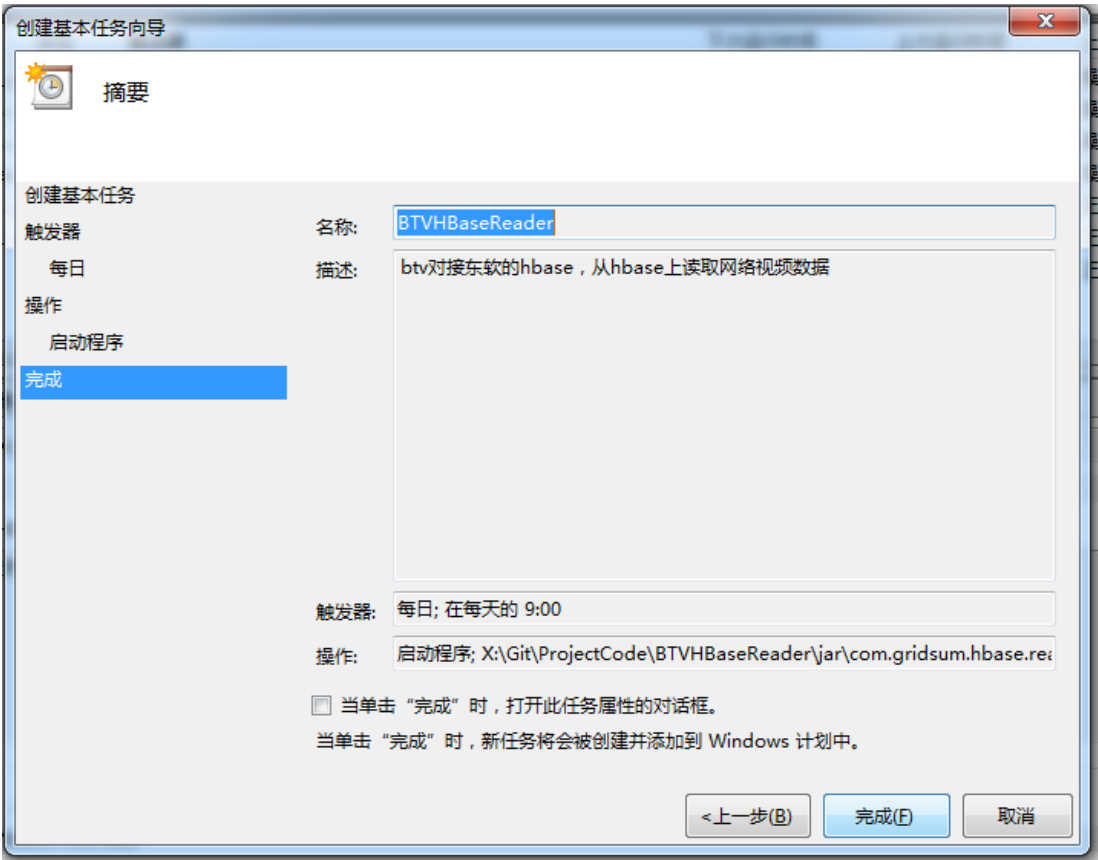 创建基本任务向导
摘要
创建基本任务
触发器
每日
操作
启动程序
完成
名称: BTVHBaseReader
描述: btv对接东软的hbase，从hbase上读取网络视频数据
触发器: 每日; 在每天的 9:00
操作: 启动程序; X:\Git\ProjectCode\BTVHBaseReader\jar\com.gridsum.hbase.rea
当单击“完成”时，打开此任务属性的对话框。
当单击“完成”时，新任务将会被创建并添加到 Windows 计划中。
<上一步(B) 完成(F) 取消